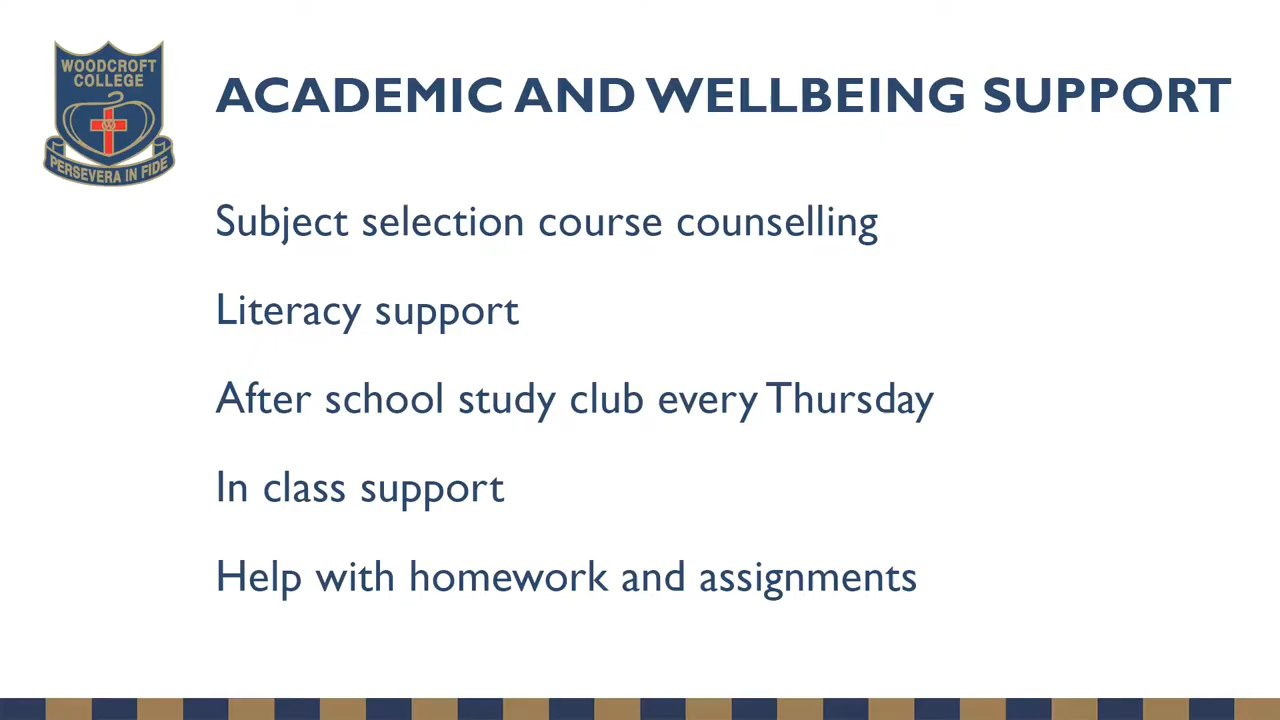 WOODCROFT
COLLEGE
PERSEVERA IN FIDE
ACADEMIC AND WELLBEING SUPPORT
Subject selection course counselling
Literacy support
After school study club every Thursday
In class support
Help with homework and assignments